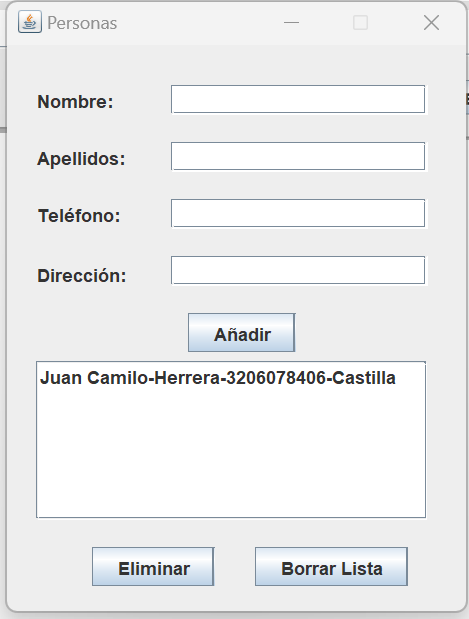 Personas
Nombre:
Apellidos:
Teléfono:
Dirección:
Añadir
Juan Camilo-Herrera-3206078406-Castilla
Eliminar
Borrar Lista